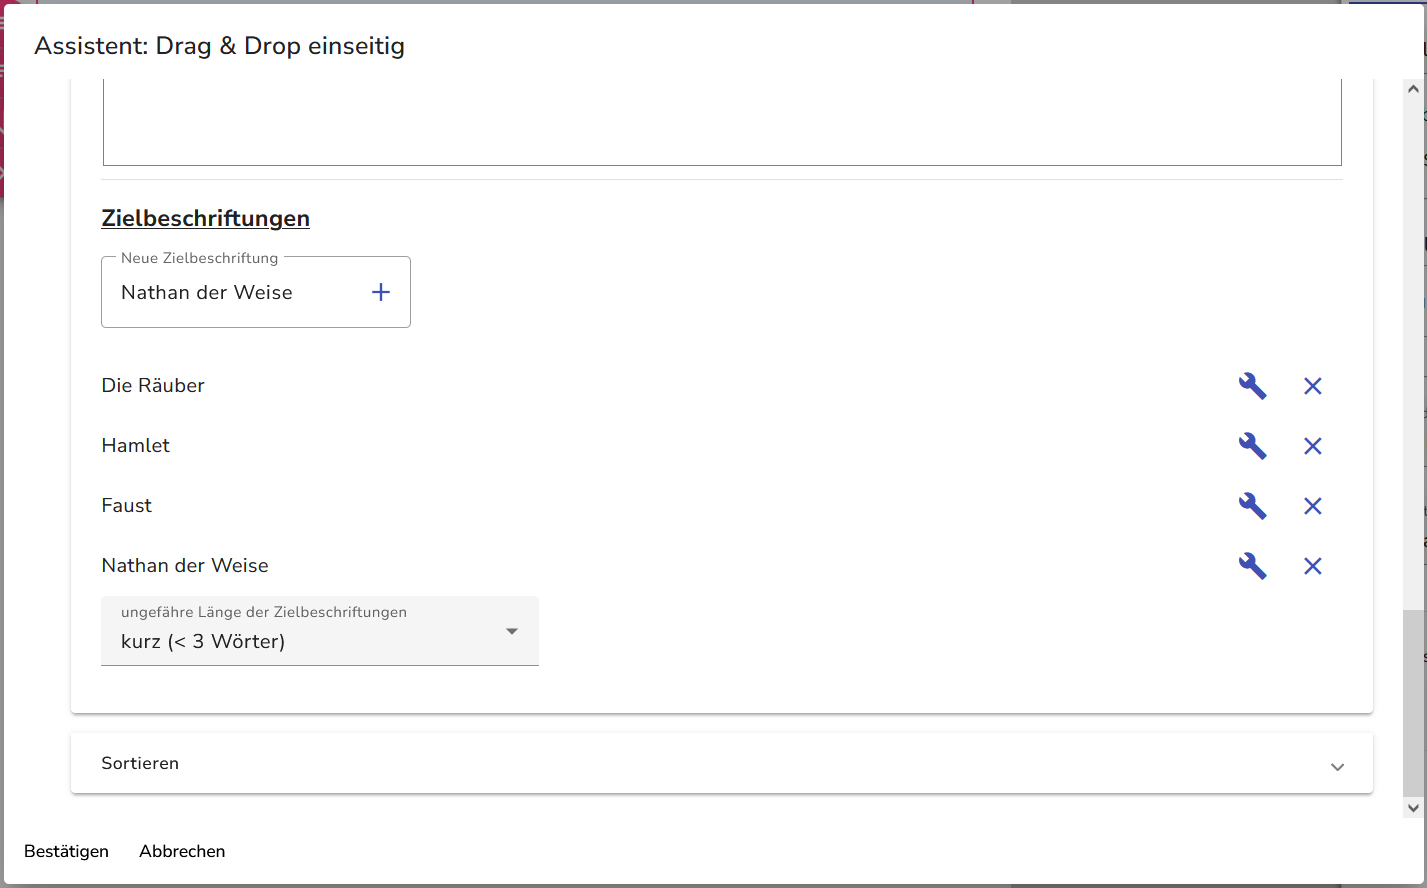 Assistent: Drag & Drop einseitig
Zielbeschriftungen
Neue Zielbeschriftung
Nathan der Weise
Die Räuber
Hamlet
Faust
Nathan der Weise
ungefähre Länge der Zielbeschriftungen
kurz (< 3 Wörter)
Sortieren
Bestätigen Abbrechen